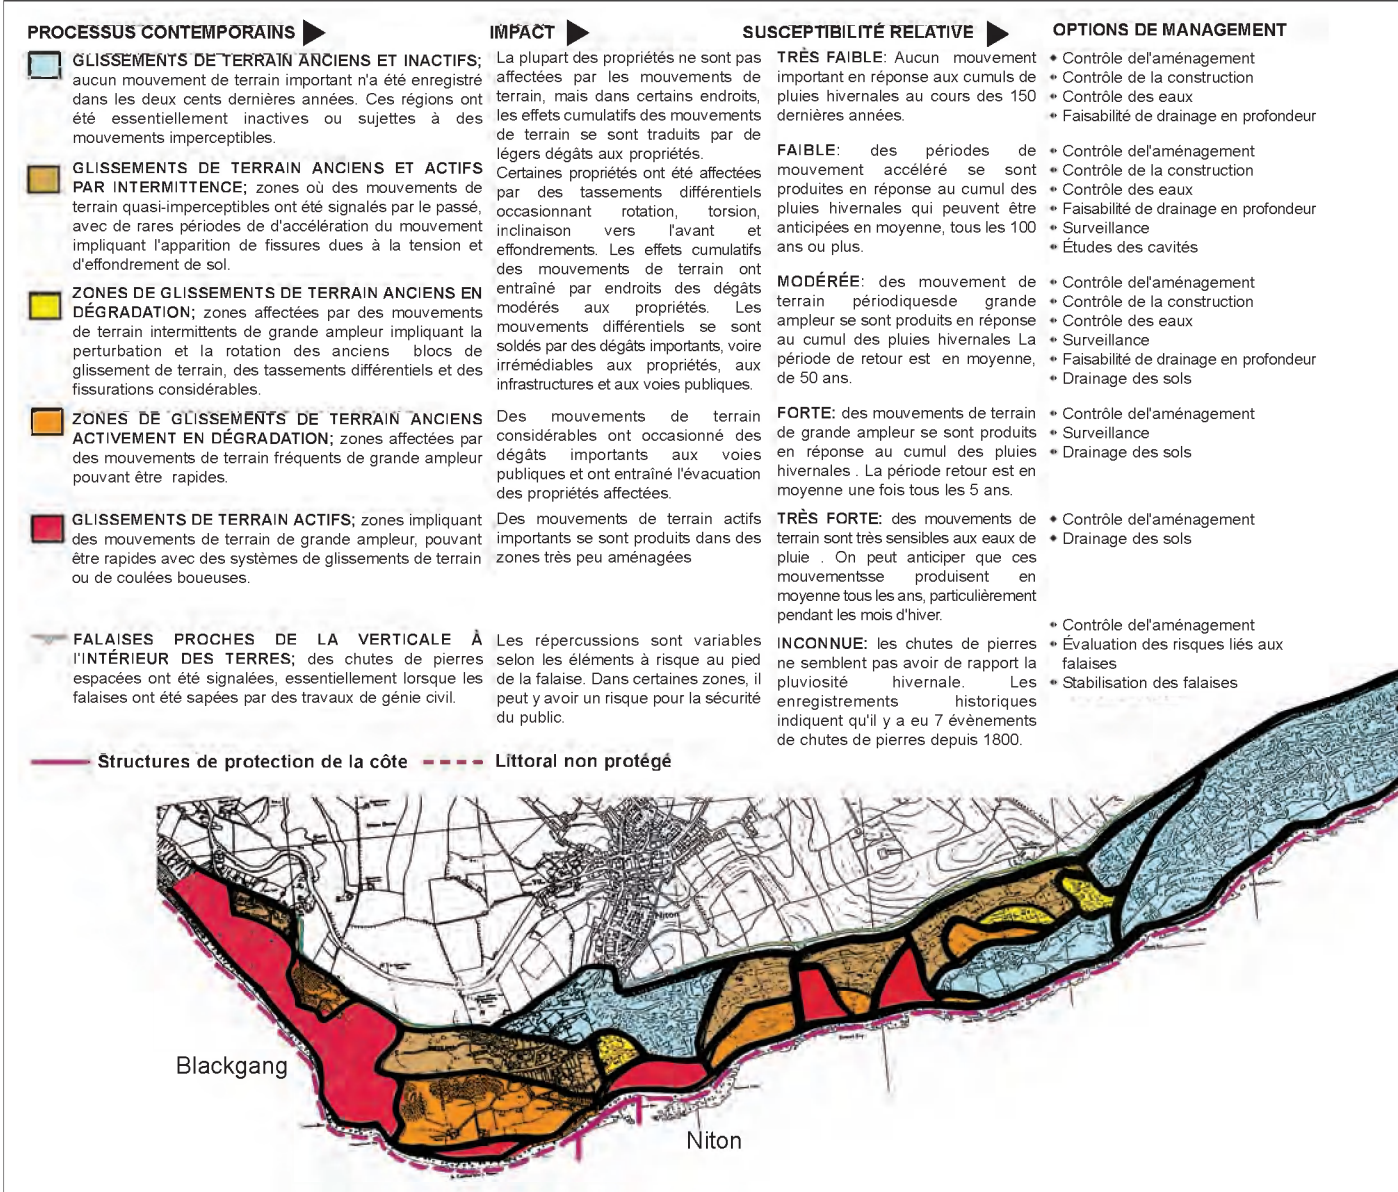 PROCESSUS CONTEMPORAINS
GLISSEMENTS DE TERRAIN ANCIENS ET INACTIFS;
aucun mouvement de terrain important n'a été enregistré
dans les deux cents dernières années. Ces régions ont
été essentiellement inactives ou sujettes à des
mouvements imperceptibles.
GLISSEMENTS DE TERRAIN ANCIENS ET ACTIFS
PAR INTERMITTENCE; zones où des mouvements de
terrain quasi-imperceptibles ont été signalés par le passé,
avec de rares périodes de d'accélération du mouvement
impliquant l'apparition de fissures dues à la tension et
d'effondrement de sol.
ZONES DE GLISSEMENTS DE TERRAIN ANCIENS EN
DÉGRADATION; zones affectées par des mouvements
de terrain intermittents de grande ampleur impliquant la
perturbation et la rotation des anciens blocs de
glissement de terrain, des tassements différentiels et des
fissurations considérables.
ZONES DE GLISSEMENTS DE TERRAIN ANCIENS
ACTIVEMENT EN DÉGRADATION; zones affectées par
des mouvements de terrain fréquents de grande ampleur
pouvant être rapides.
GLISSEMENTS DE TERRAIN ACTIFS; zones impliquant
des mouvements de terrain de grande ampleur, pouvant
être rapides avec des systèmes de glissements de terrain
ou de coulées boueuses.
FALAISES PROCHES DE LA VERTICALE À
l'INTÉRIEUR DES TERRES; des chutes de pierres
espacées ont été signalées, essentiellement lorsque les
falaises ont été sapées par des travaux de génie civil.
IMPACT
La plupart des propriétés ne sont pas
affectées par les mouvements de
terrain, mais dans certains endroits,
les effets cumulatifs des mouvements
de terrain se sont traduits par de
légers dégâts aux propriétés.
Certaines propriétés ont été affectées
par des tassements différentiels
occasionnant rotation, torsion,
inclinaison vers l'avant et
effondrements. Les effets cumulatifs
des mouvements de terrain ont
entraîné par endroits des dégâts
modérés aux propriétés. Les
mouvements différentiels se sont
soldés par des dégâts importants, voire
irrémédiables aux propriétés, aux
infrastructures et aux voies publiques.
Des mouvements de terrain
considérables ont occasionné des
dégâts importants aux voies
publiques et ont entraîné l'évacuation
des propriétés affectées.
Des mouvements de terrain actifs
importants se sont produits dans des
zones très peu aménagées
Les répercussions sont variables
selon les éléments à risque au pied
de la falaise. Dans certaines zones, il
peut y avoir un risque pour la sécurité
du public.
SUSCEPTIBILITÉ RELATIVE
TRÈS FAIBLE: Aucun mouvement
important en réponse aux cumuls de
pluies hivernales au cours des 150
dernières années.
FAIBLE: des périodes de
mouvement accéléré se sont
produites en réponse au cumul des
pluies hivernales qui peuvent être
anticipées en moyenne, tous les 100
ans ou plus.
MODÉRÉE: des mouvement de
terrain périodiquesde grande
ampleur se sont produits en réponse
au cumul des pluies hivernales La
période de retour est en moyenne,
de 50 ans.
FORTE: des mouvements de terrain
de grande ampleur se sont produits
en réponse au cumul des pluies
hivernales . La période retour est en
moyenne une fois tous les 5 ans.
TRÈS FORTE: des mouvements de
terrain sont très sensibles aux eaux de
pluie . On peut anticiper que ces
mouvementsse produisent en
moyenne tous les ans, particulièrement
pendant les mois d'hiver.
INCONNUE: les chutes de pierres
ne semblent pas avoir de rapport la
pluviosité hivernale. Les
enregistrements historiques
indiquent qu'il y a eu 7 évènements
de chutes de pierres depuis 1800.
OPTIONS DE MANAGEMENT
Contrôle del'aménagement
Contrôle de la construction
Contrôle des eaux
Faisabilité de drainage en profondeur
Contrôle del'aménagement
Contrôle de la construction
Contrôle des eaux
Faisabilité de drainage en profondeur
Surveillance
Études des cavités
Contrôle del'aménagement
Contrôle de la construction
Contrôle des eaux
Surveillance
Faisabilité de drainage en profondeur
Drainage des sols
Contrôle del'aménagement
Surveillance
Drainage des sols
Contrôle del'aménagement
Drainage des sols
Contrôle del'aménagement
Évaluation des risques liés aux
falaises
Stabilisation des falaises
Structures de protection de la côte
Littoral non protégé
Niton
Blackgang
Niton